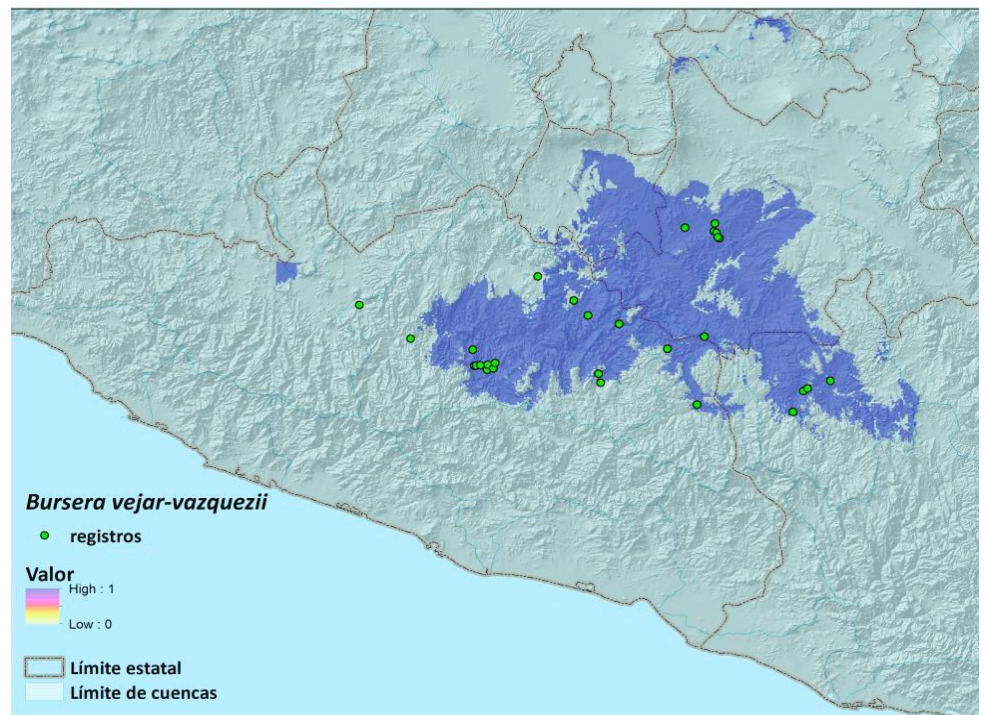 Bursera vejar-vazquezii
registros
Valor
High : 1
Low : 0
Límite estatal
Límite de cuencas